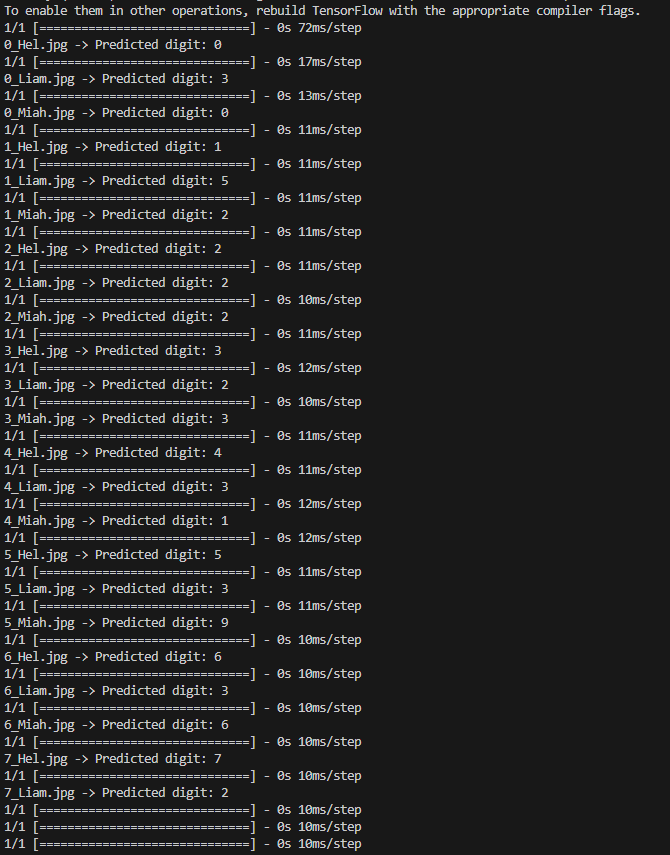 To enable them in other operations, rebuild TensorFlow with the appropriate compiler flags.
1/1 [==============================] - 0s 72ms/step
0_Hel.jpg -> Predicted digit: 0
1/1 [==============================] - 0s 17ms/step
0_Liam.jpg -> Predicted digit: 3
1/1 [==============================] - 0s 13ms/step
0_Miah.jpg -> Predicted digit: 0
1/1 [==============================] - 0s 11ms/step
1_Hel.jpg -> Predicted digit: 1
1/1 [==============================] - 0s 11ms/step
1_Liam.jpg -> Predicted digit: 5
1/1 [==============================] - 0s 11ms/step
1_Miah.jpg -> Predicted digit: 2
1/1 [==============================] - 0s 11ms/step
2_Hel.jpg -> Predicted digit: 2
1/1 [==============================] - 0s 11ms/step
2_Liam.jpg -> Predicted digit: 2
1/1 [==============================] - 0s 10ms/step
2_Miah.jpg -> Predicted digit: 2
1/1 [==============================] - 0s 11ms/step
3_Hel.jpg -> Predicted digit: 3
1/1 [==============================] - 0s 12ms/step
3_Liam.jpg -> Predicted digit: 2
1/1 [==============================] - 0s 10ms/step
3_Miah.jpg -> Predicted digit: 3
1/1 [==============================] - 0s 11ms/step
4_Hel.jpg -> Predicted digit: 4
1/1 [==============================] - 0s 11ms/step
4_Liam.jpg -> Predicted digit: 3
1/1 [==============================] - 0s 12ms/step
4_Miah.jpg -> Predicted digit: 1
1/1 [==============================] - 0s 12ms/step
5_Hel.jpg -> Predicted digit: 5
1/1 [==============================] - 0s 11ms/step
5_Liam.jpg -> Predicted digit: 3
1/1 [==============================] - 0s 11ms/step
5_Miah.jpg -> Predicted digit: 9
1/1 [==============================] - 0s 10ms/step
6_Hel.jpg -> Predicted digit: 6
1/1 [==============================] - 0s 10ms/step
6_Liam.jpg -> Predicted digit: 3
1/1 [==============================] - 0s 10ms/step
6_Miah.jpg -> Predicted digit: 6
1/1 [==============================] - 0s 10ms/step
7_Hel.jpg -> Predicted digit: 7
1/1 [==============================] - 0s 10ms/step
7_Liam.jpg -> Predicted digit: 2
1/1 [==============================] - 0s 10ms/step
1/1 [==============================] - 0s 10ms/step
1/1 [==============================] - 0s 10ms/step